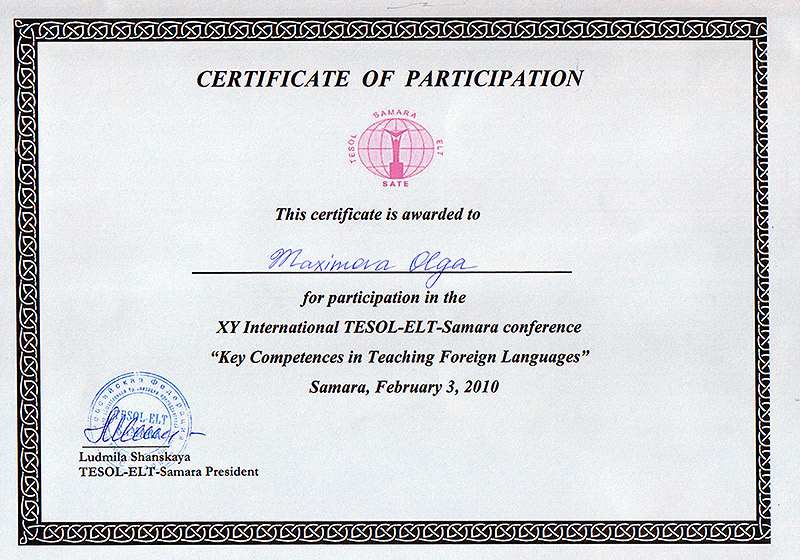 CERTIFICATE OF PARTICIPATION
SAMARA
TESOL
ELT
SATE
This certificate is awarded to
Maximova Olga
for participation in the
XY International TESOL-ELT-Samara conference
“Key Competences in Teaching Foreign Languages”
Samara, February 3, 2010
Российская Федерация
TESOL-ELT
Ludmila Shanskaya
TESOL-ELT-Samara President